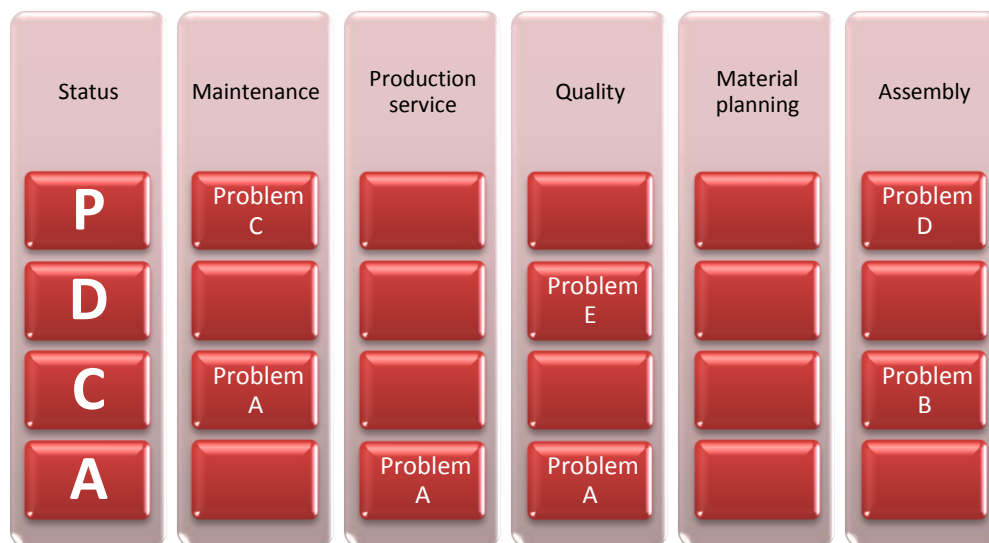 Status
Maintenance
Production
service
Quality
Material
planning
Assembly
P
Problem
C
Problem
D
D
Problem
E
C
Problem
A
Problem
B
A
Problem
A
Problem
A